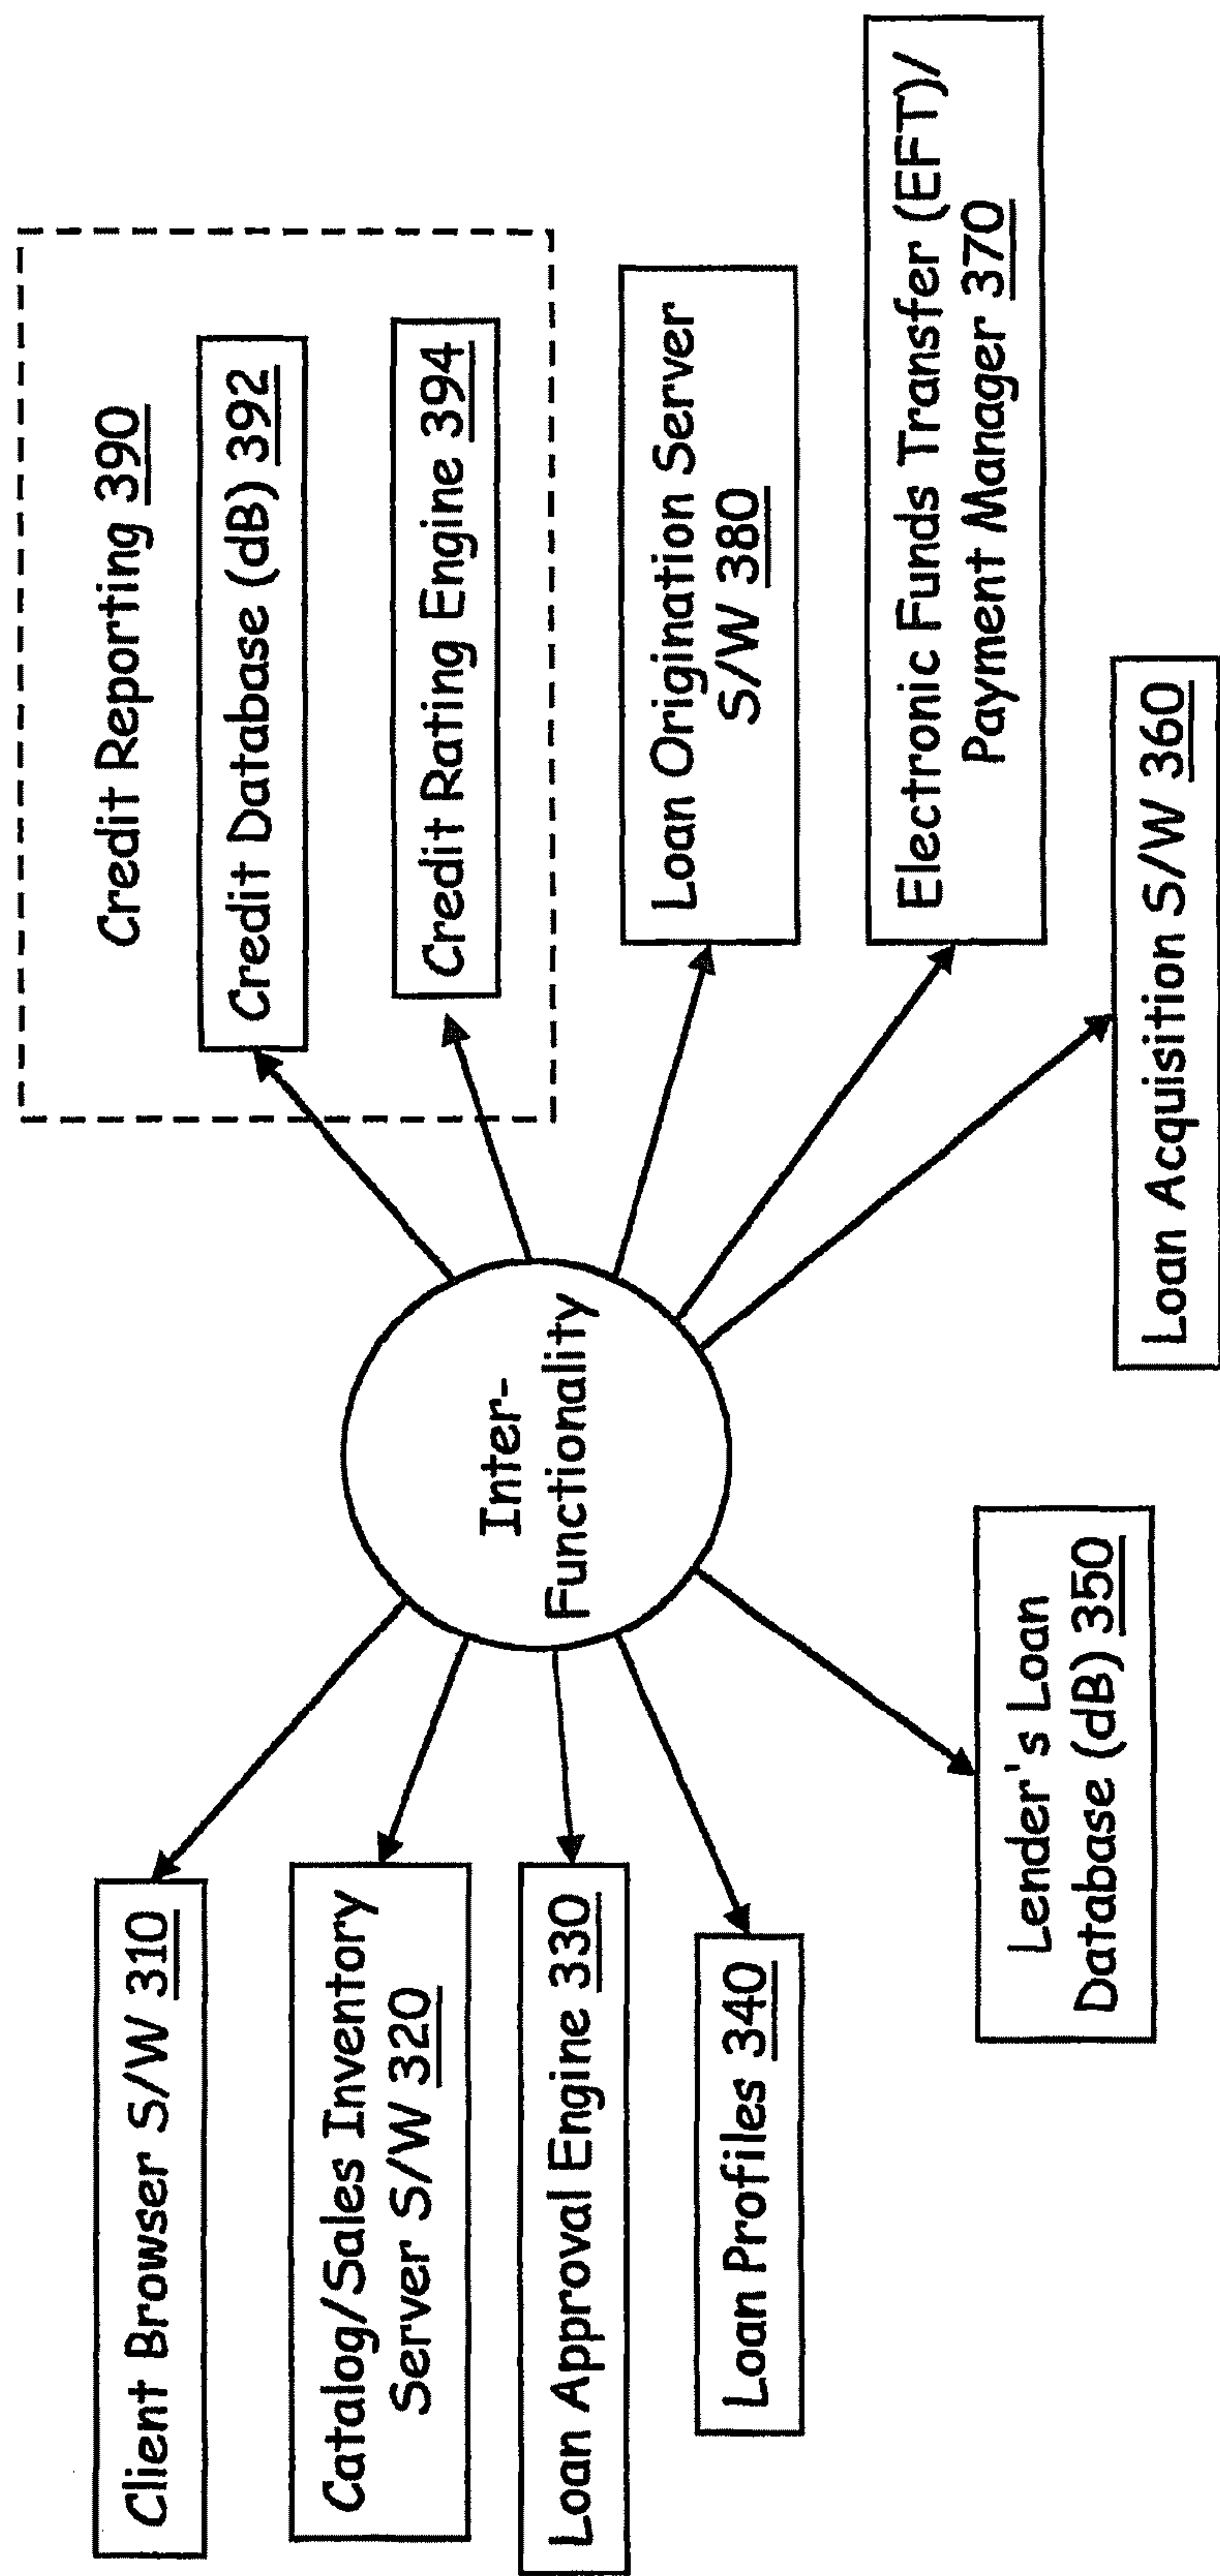 Client Browser S/W 310
Catalog/Sales Inventory
Server S/W 320
Loan Approval Engine 330
Loan Profiles 340
Lender's Loan
Database (dB) 350
Inter-
Functionality
Credit Reporting 390
Credit Database (dB) 392
Credit Rating Engine 394
Loan Origination Server
S/W 380
Electronic Funds Transfer (EFT)/
Payment Manager 370
Loan Acquisition S/W 360